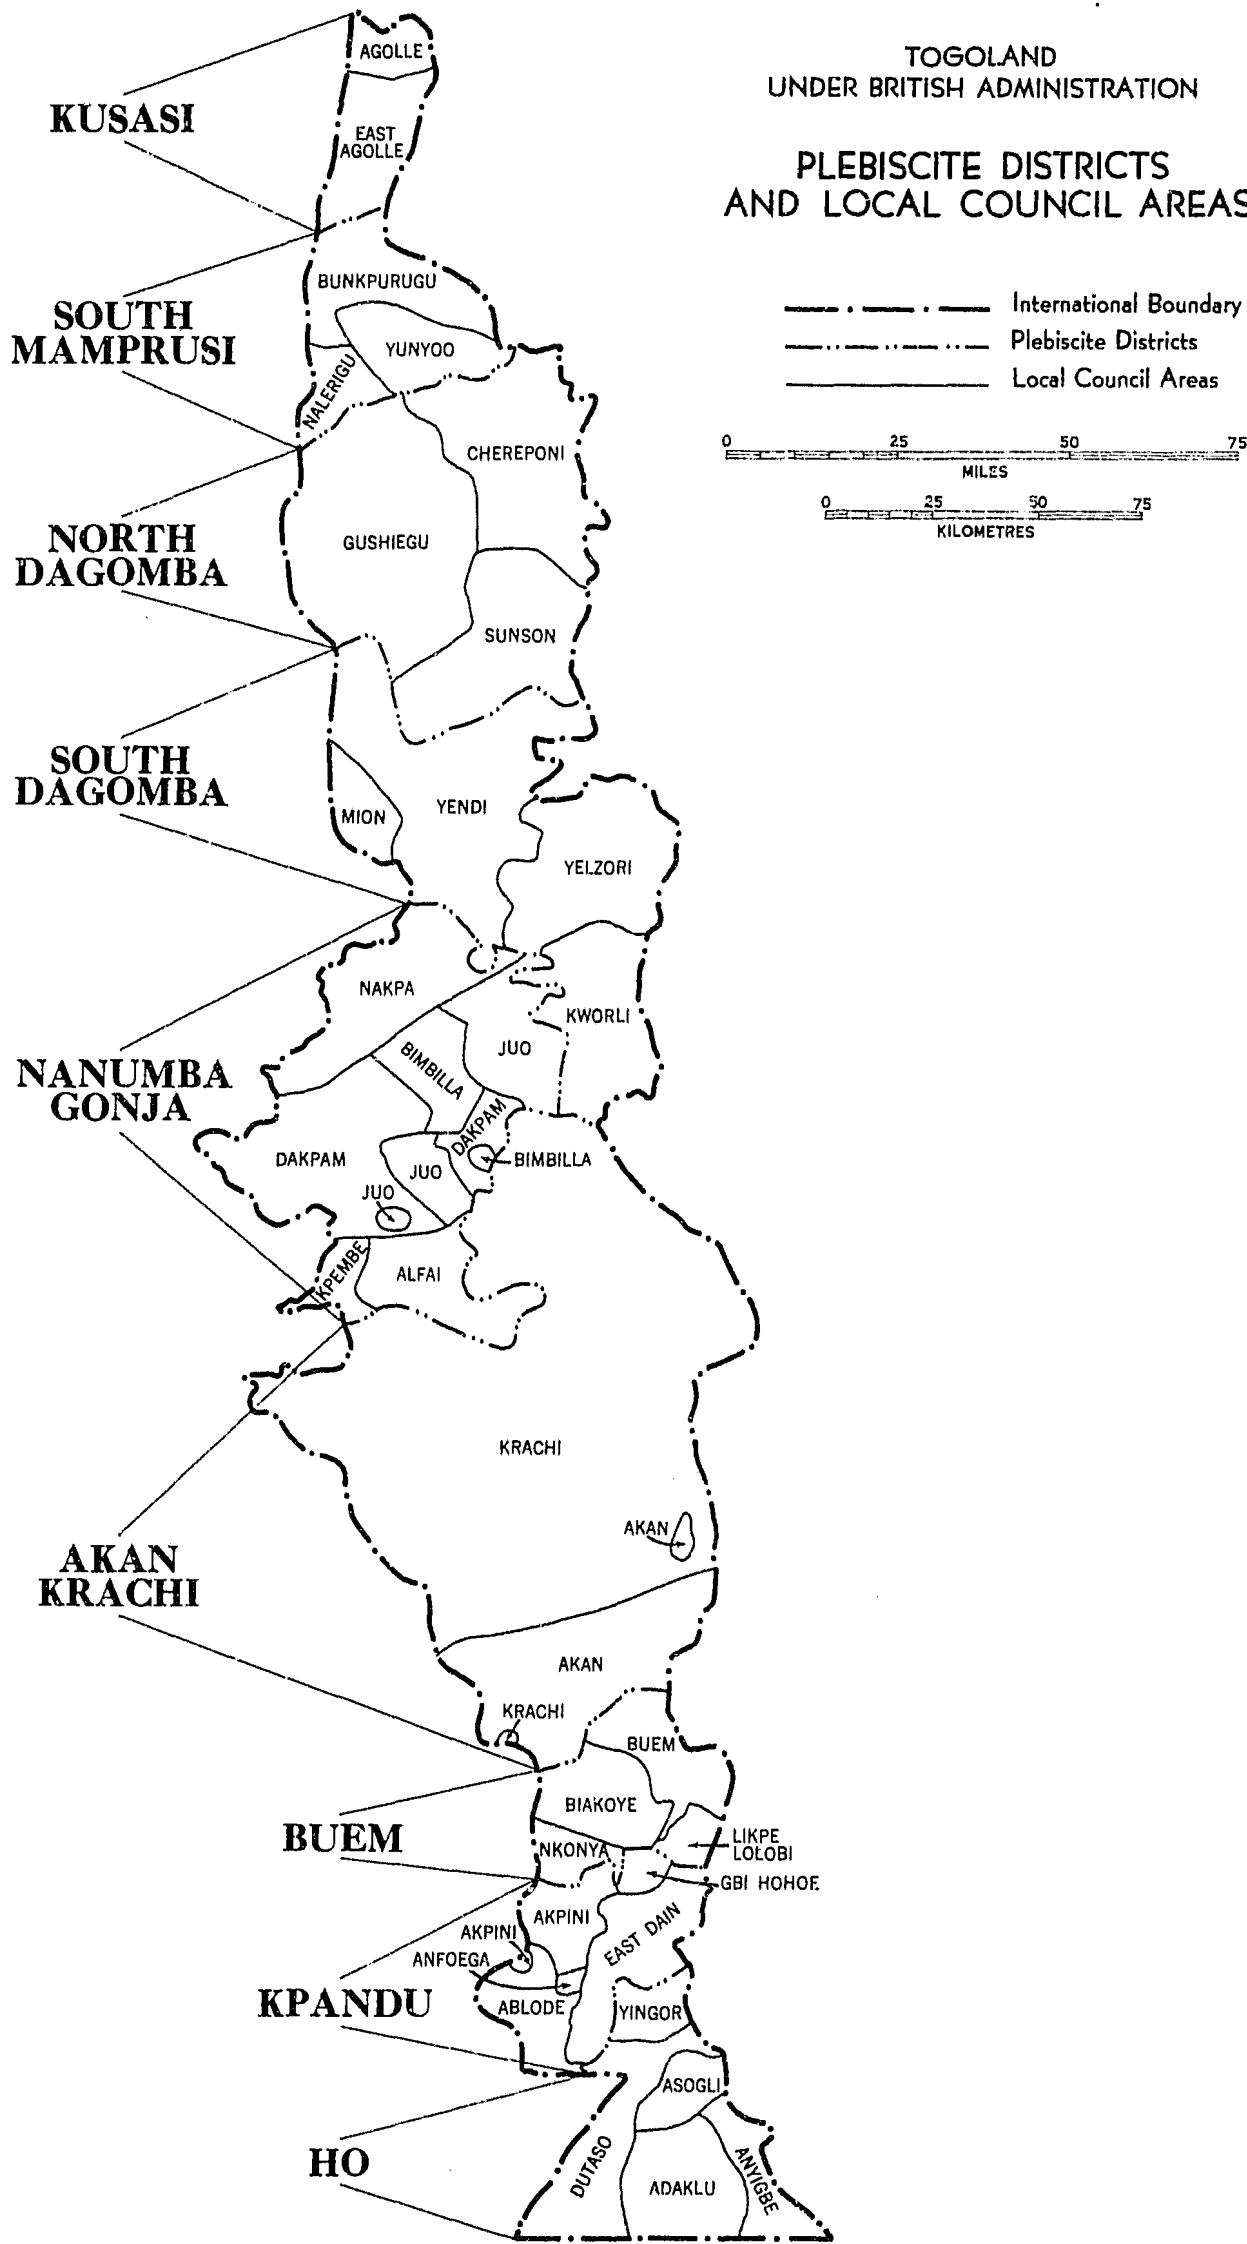 TOGOLAND
UNDER BRITISH ADMINISTRATION
PLEBISCITE DISTRICTS
AND LOCAL COUNCIL AREAS
International Boundary
Plebiscite Districts
Local Council Areas
0 25 50 75
MILES
0 25 50 75
KILOMETRES
AGOLLE
KUSASI
EAST
AGOLLE
BUNKPURUGU
SOUTH
MAMPRUSI
YUNYOO
NALERIGU
CHEREPONI
NORTH
DAGOMBA
GUSHIEGU
SUNSON
SOUTH
DAGOMBA
MION
YENDI
YELZORI
NAKPA
KWORLI
JUO
BIMBILLA
NANUMBA
GONJA
DAKPAM
DAKPAM
JUO
BIMBILLA
JUO
KPEMBE
ALFAI
KRACHI
AKAN
AKAN
KRACHI
AKAN
KRACHI
BUEM
BIAKOYE
BUEM
LIKPE
LOLOBI
NKONYA
GBI HOHOE
AKPINI
AKPINI
EAST DAIN
ANFOEGA
KPANDU
ABLODE
YINGOR
ASOGLI
HO
DUTASO
ADAKLU
ANYIGBE